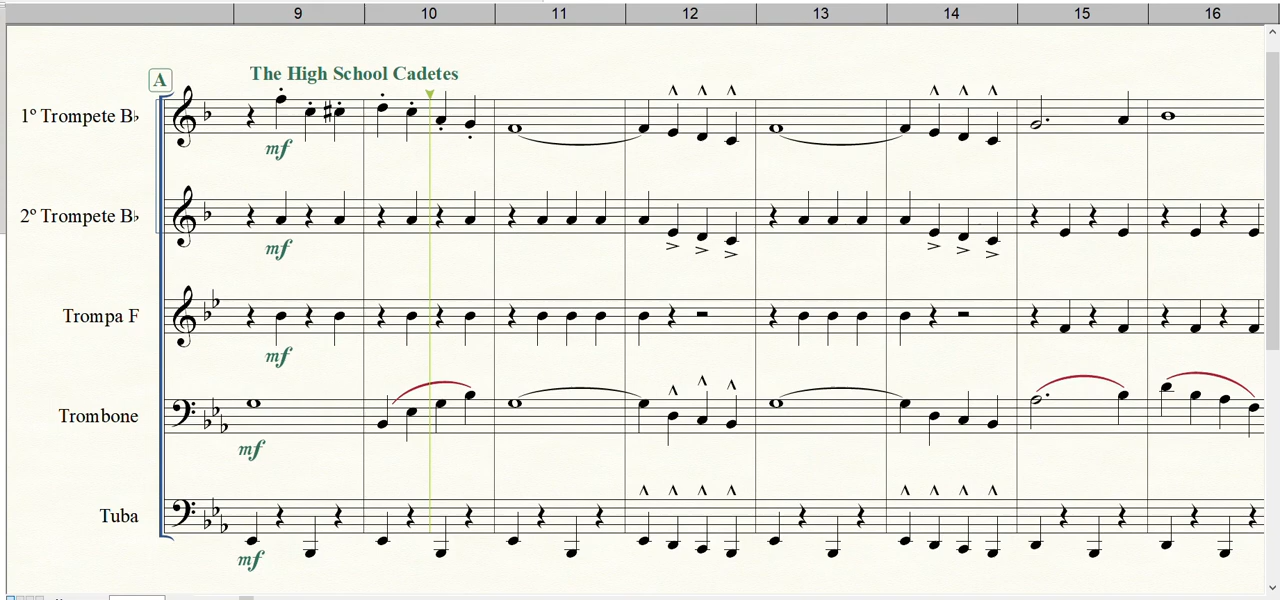 9 10 11 12 13 14 15 16
A
The High School Cadetes
1º Trompete B♭
mf
2º Trompete B♭
mf
Trompa F
mf
Trombone
mf
Tuba
mf